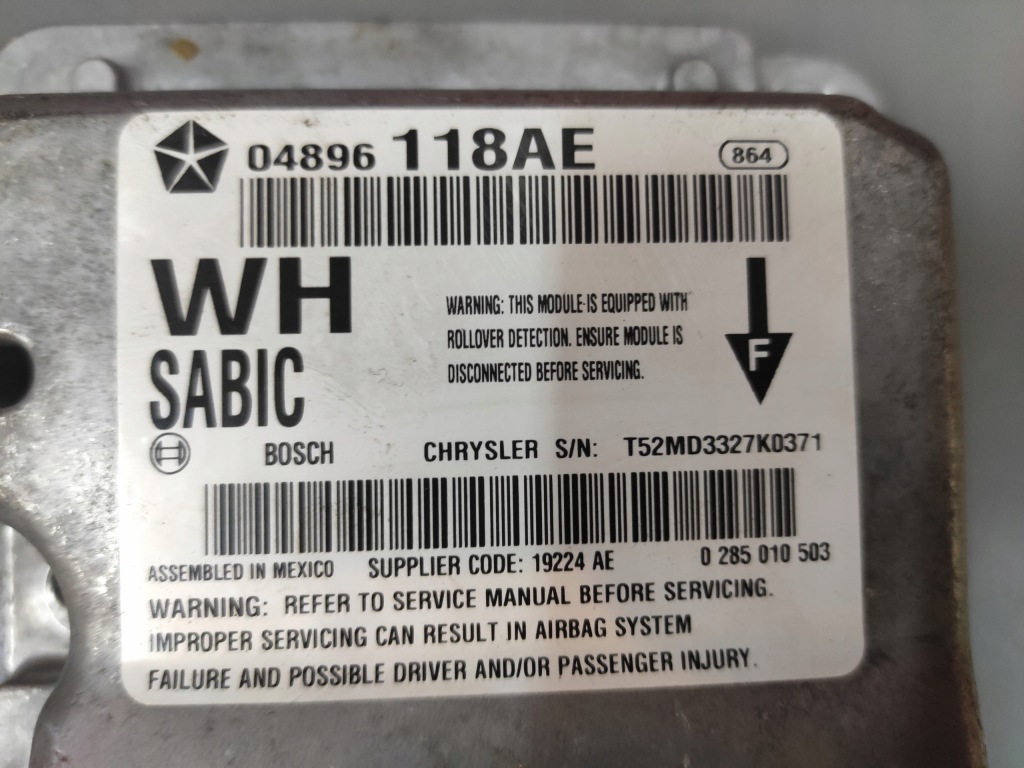 04896 118AE 864
WH
SABIC
WARNING: THIS MODULE IS EQUIPPED WITH
ROLLOVER DETECTION. ENSURE MODULE IS
DISCONNECTED BEFORE SERVICING.
F
BOSCH CHRYSLER S/N: T52MD3327K0371
ASSEMBLED IN MEXICO SUPPLIER CODE: 19224 AE 0 285 010 503
WARNING: REFER TO SERVICE MANUAL BEFORE SERVICING.
IMPROPER SERVICING CAN RESULT IN AIRBAG SYSTEM
FAILURE AND POSSIBLE DRIVER AND/OR PASSENGER INJURY.